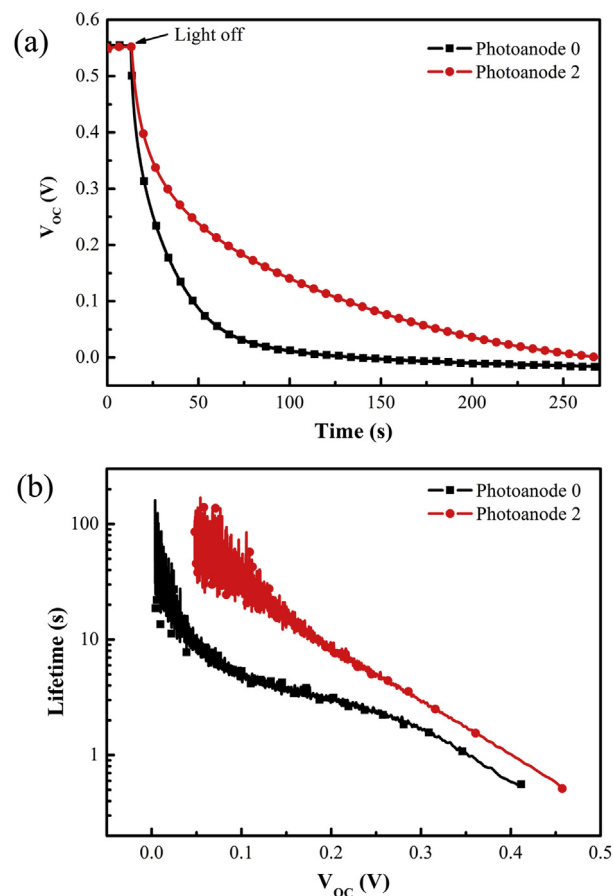 (a)
Light off
Photoanode 0
Photoanode 2
0.6
0.5
0.4
0.3
0.2
0.1
0.0
V_OC (V)
0 50 100 150 200 250
Time (s)
(b)
Photoanode 0
Photoanode 2
100
10
1
Lifetime (s)
0.0 0.1 0.2 0.3 0.4 0.5
V_OC (V)